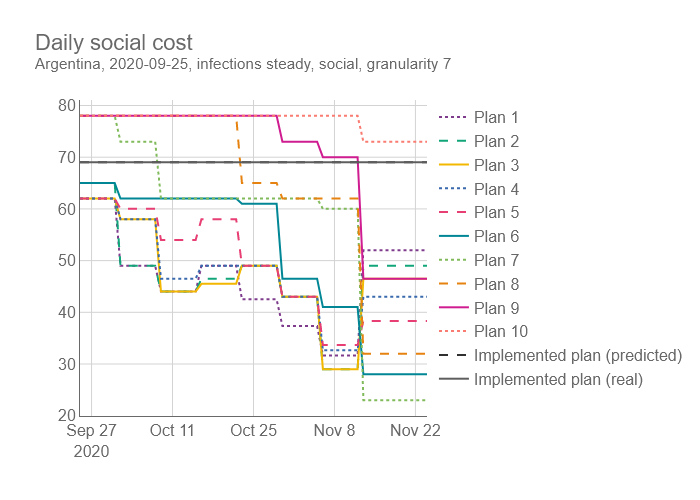 Daily social cost
Argentina, 2020-09-25, infections steady, social, granularity 7
80
70
60
50
40
30
20
Sep 27
2020
Oct 11
Oct 25
Nov 8
Nov 22
Plan 1
Plan 2
Plan 3
Plan 4
Plan 5
Plan 6
Plan 7
Plan 8
Plan 9
Plan 10
Implemented plan (predicted)
Implemented plan (real)